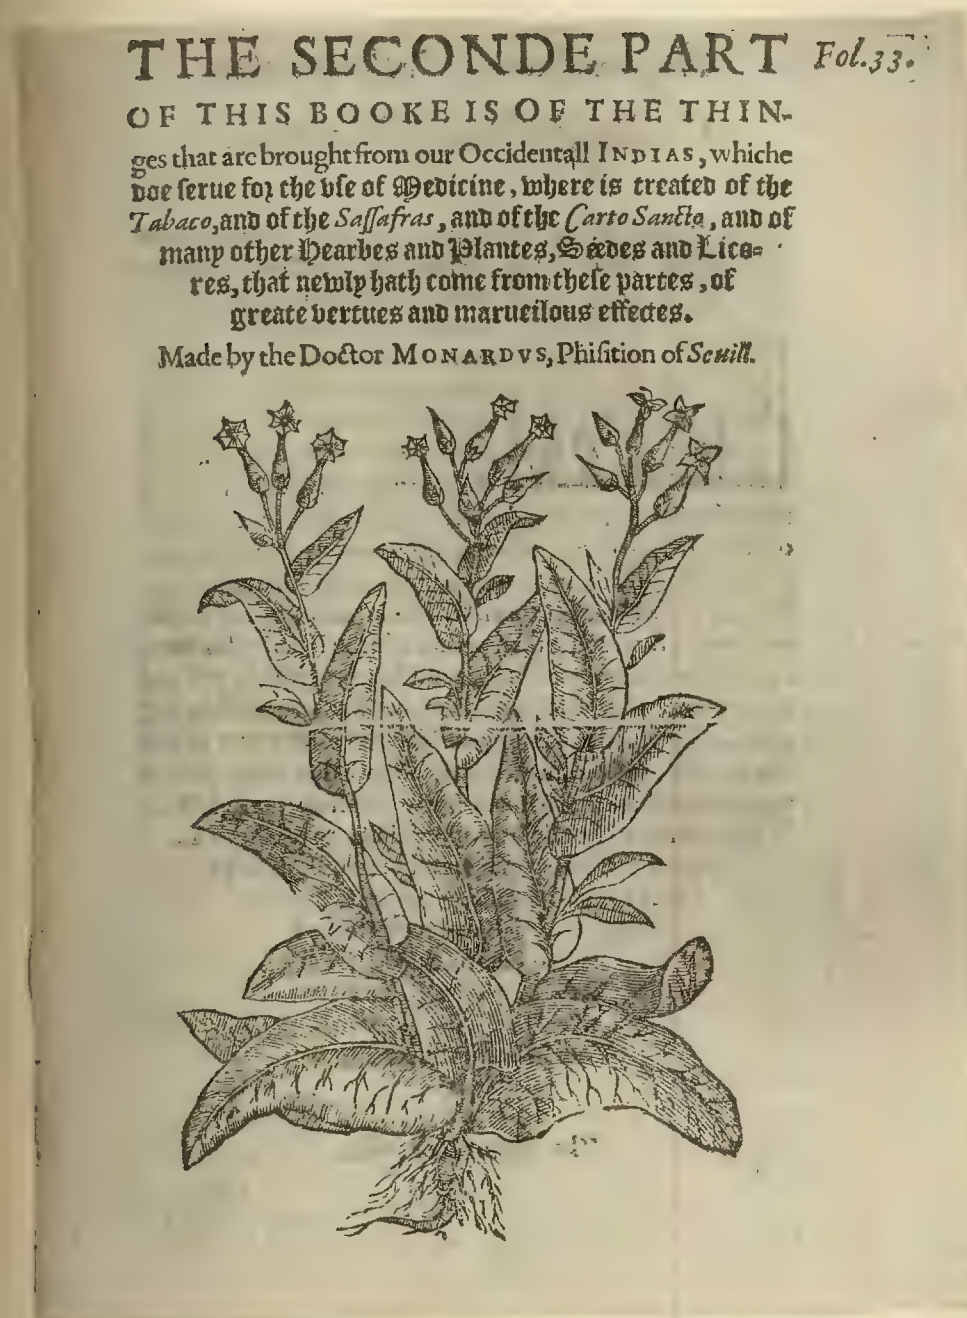 THE SECONDE PART Fol.33.
OF THIS BOOKE IS OF THE THIN-
ges that are brought from our Occidentall INDIAS, whiche
doe ſerue foꝛ the vſe of Medicine, where is treated of the
Tabaco, and of the Saſſafras, and of the Carto Sancto, and of
many other Hearbes and Plantes, Sedes and Lico-
res, that newly hath come from theſe partes, of
greate vertues and marueilous effectes.
Made by the Doctor MONARDVS, Phiſition of Seuill.